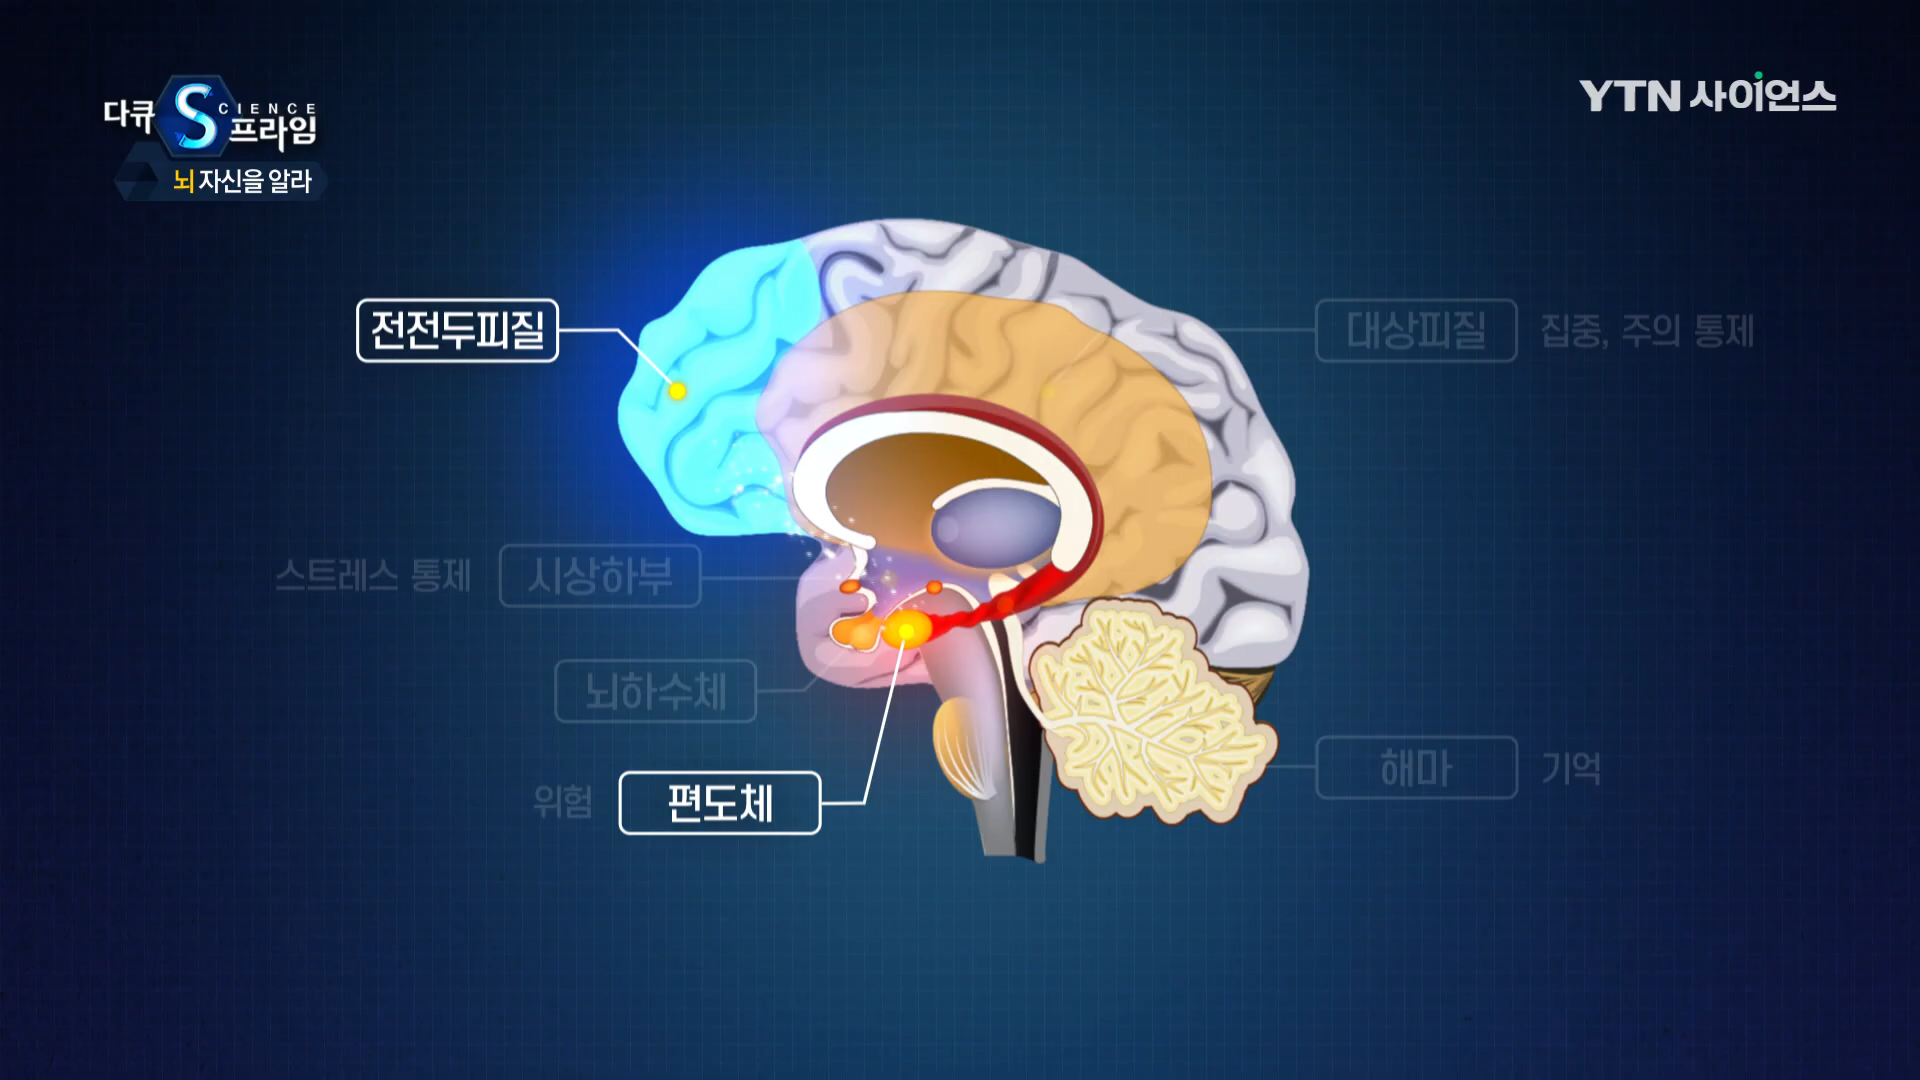 다큐 SCIENCE 프라임
뇌 자신을 알라
YTN 사이언스
전전두피질
대상피질 집중, 주의 통제
스트레스 통제 시상하부
뇌하수체
위험 편도체
해마 기억